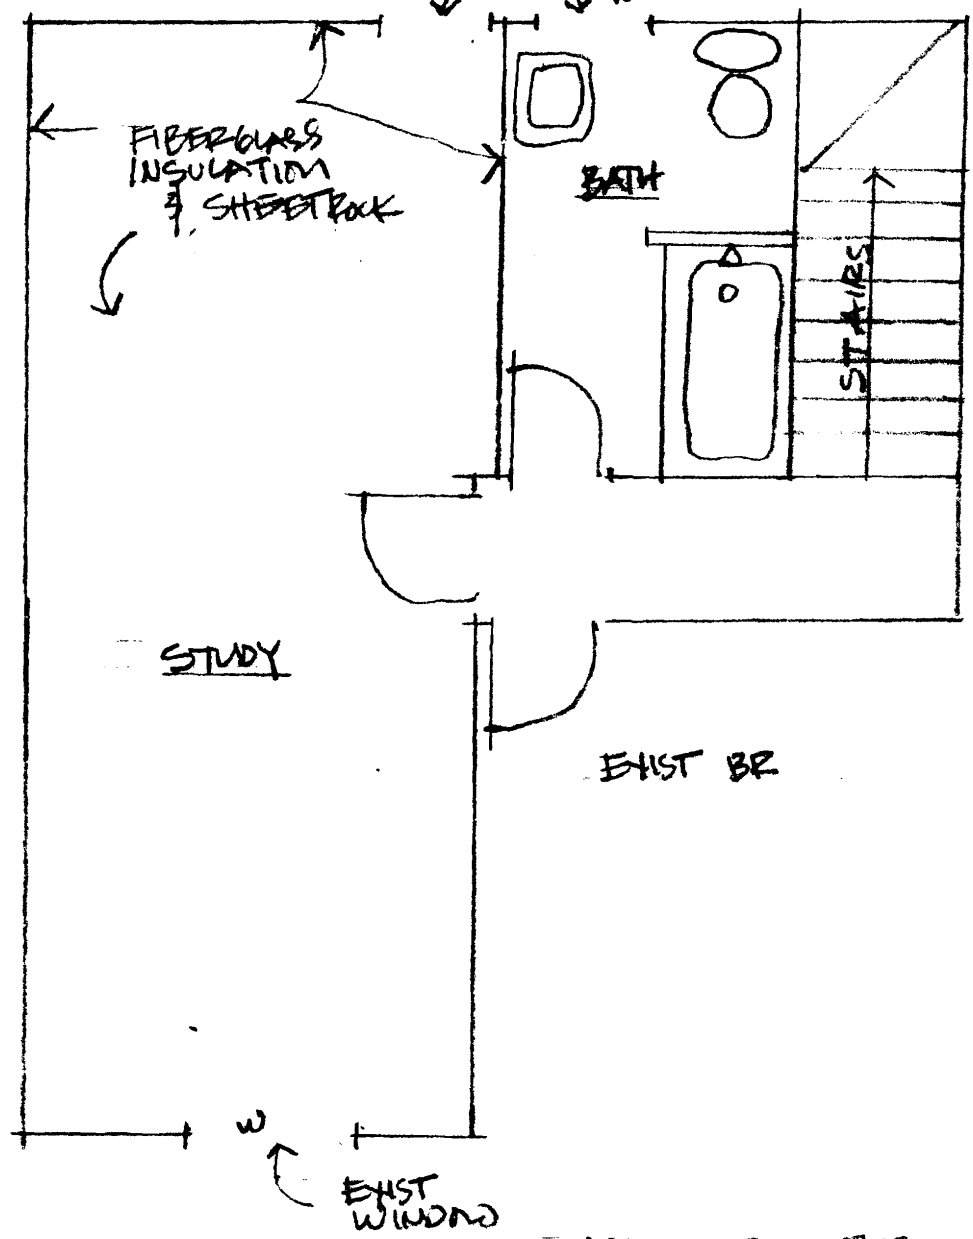 FIBERGLASS
INSULATION
& SHEETROCK
BATH
STAIRS
STUDY
EXIST BR
W
EXIST
WINDOW